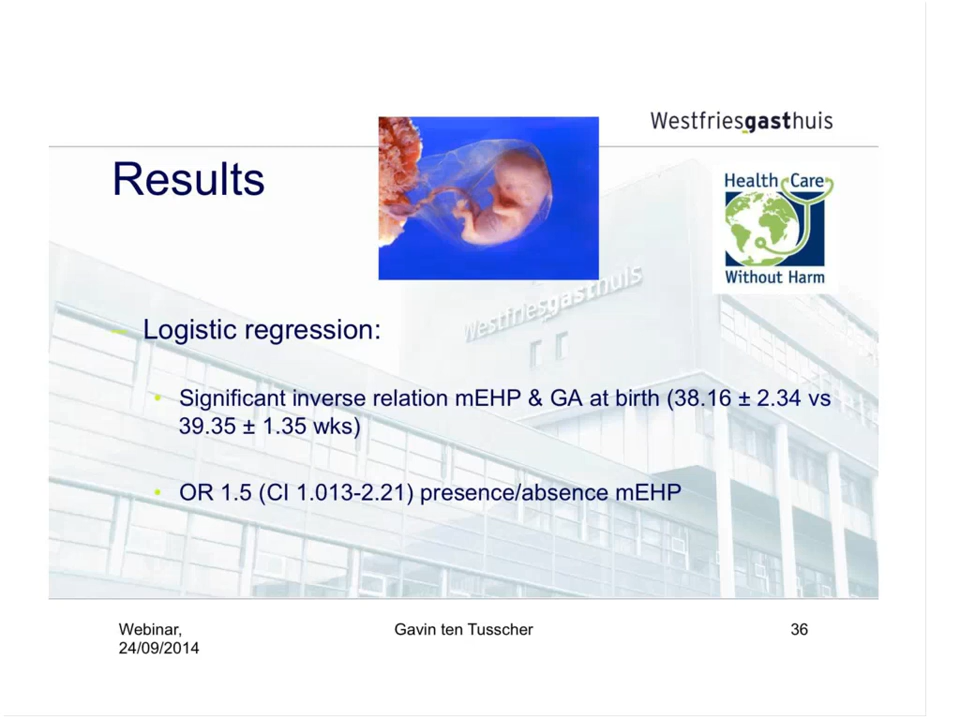 Westfriesgasthuis
Results
Health Care
Without Harm
Westfriesgasthuis
– Logistic regression:
• Significant inverse relation mEHP & GA at birth (38.16 ± 2.34 vs
39.35 ± 1.35 wks)
• OR 1.5 (CI 1.013-2.21) presence/absence mEHP
Webinar,
24/09/2014
Gavin ten Tusscher
36